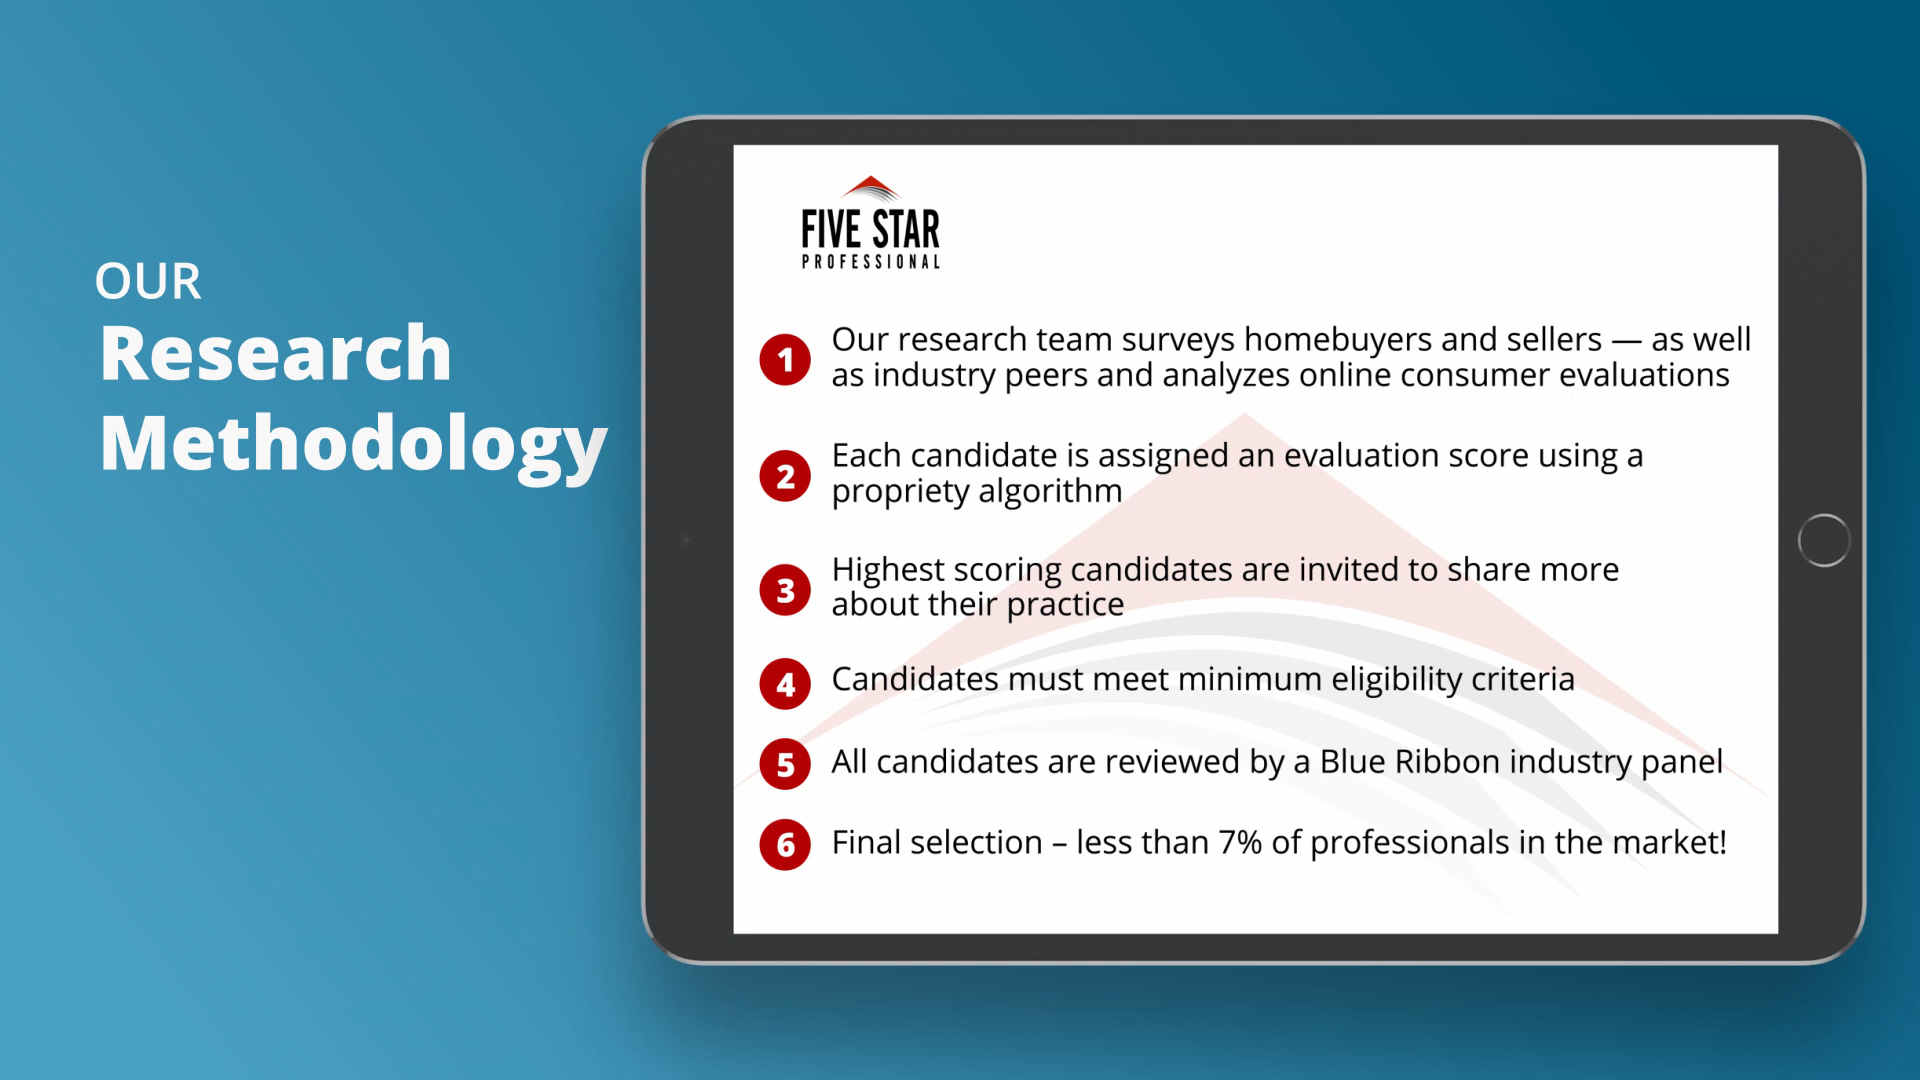 OUR
Research
Methodology
FIVE STAR
PROFESSIONAL
1 Our research team surveys homebuyers and sellers — as well
as industry peers and analyzes online consumer evaluations
2 Each candidate is assigned an evaluation score using a
propriety algorithm
3 Highest scoring candidates are invited to share more
about their practice
4 Candidates must meet minimum eligibility criteria
5 All candidates are reviewed by a Blue Ribbon industry panel
6 Final selection – less than 7% of professionals in the market!